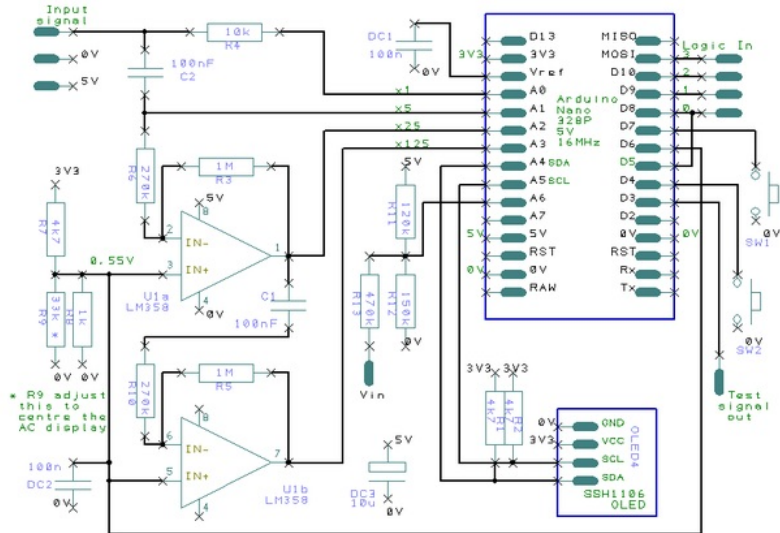 Input signal
0V
5V
10k
R4
100nF
C2
DC1
100n
0V
3V3
x1
x5
x25
x125
D13
3V3
Vref
A0
A1
A2
A3
A4 SDA
A5 SCL
A6
A7
5V
RST
0V
RAW
Arduino
Nano
328P
5V
16MHz
MISO
MOSI
D10
D9
D8
D7
D6
D5
D4
D3
D2
0V
RST
Rx
Tx
Logic In
3
2
1
0
5V
0V
0V
SW1
0V
SW2
0V
Test
signal
out
R6
270k
1M
R3
5V
8
2
IN-
3
IN+
1
4
0V
U1a
LM358
3V3
R7
4k7
0.55V
R9
33k *
R8
1k
0V
0V
* R9 adjust
this to
centre the
AC display
C1
100nF
5V
R11
120k
R13
470k
R12
150k
0V
Vin
R10
270k
1M
R5
8
6
IN-
5
IN+
7
4
U1b
LM358
100n
DC2
0V
5V
DC3
10u
0V
3V3
3V3
4k7
R1
4k7
R2
0V
3V3
GND
VCC
SCL
SDA
OLED4
SSH1106
OLED